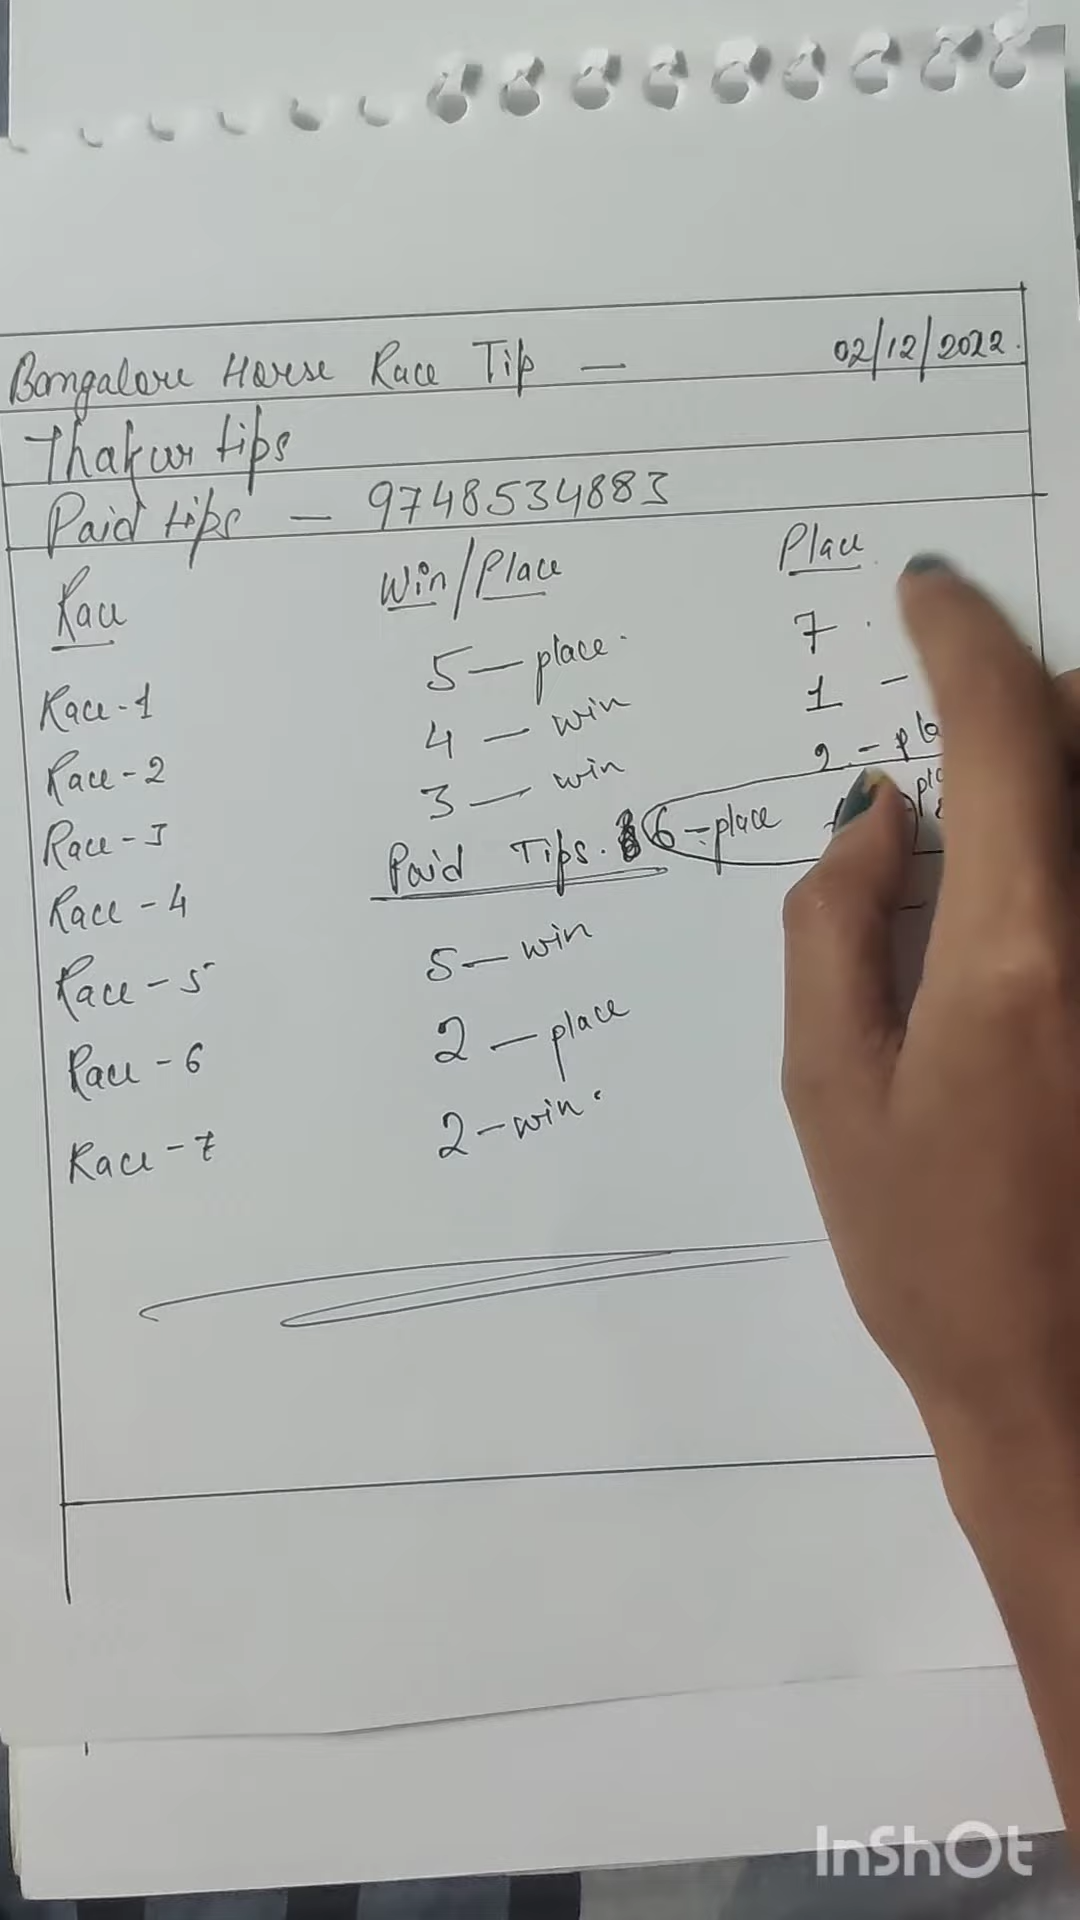 Bangalore Horse Race Tip — 02/12/2022.
Thakur tips
Paid tips — 9748534883
Race Win/Place Place
Race-1 5 — place. 7.
Race-2 4 — win 1 —
Race-3 3 — win 2 — pla
Race-4 Paid Tips. 6 — place
Race-5 5 — win
Race-6 2 — place
Race-7 2 — win.
InShOt